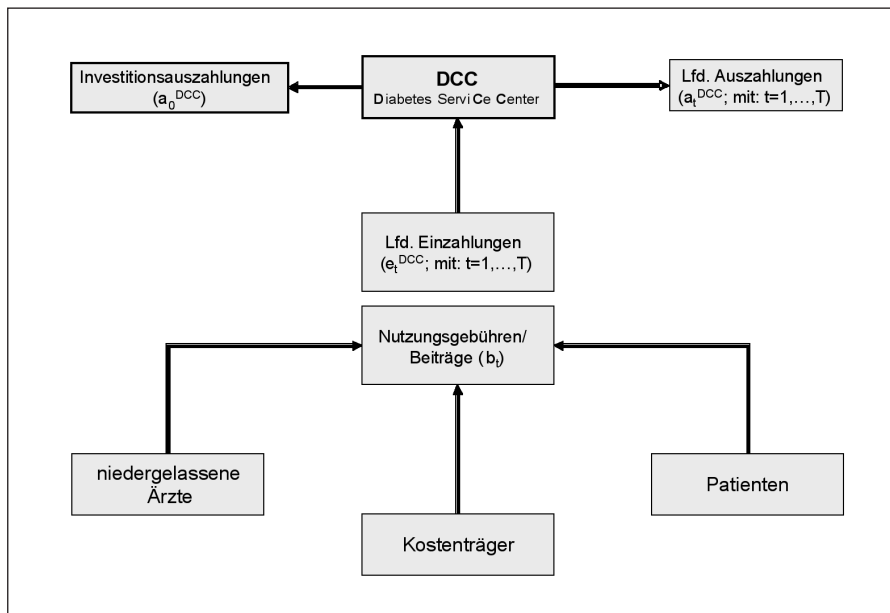 Investitionsauszahlungen
(a₀ᴰᶜᶜ)
DCC
Diabetes ServiCe Center
Lfd. Auszahlungen
(aₜᴰᶜᶜ; mit: t=1,…,T)
Lfd. Einzahlungen
(eₜᴰᶜᶜ; mit: t=1,…,T)
Nutzungsgebühren/
Beiträge (bₜ)
niedergelassene
Ärzte
Kostenträger
Patienten